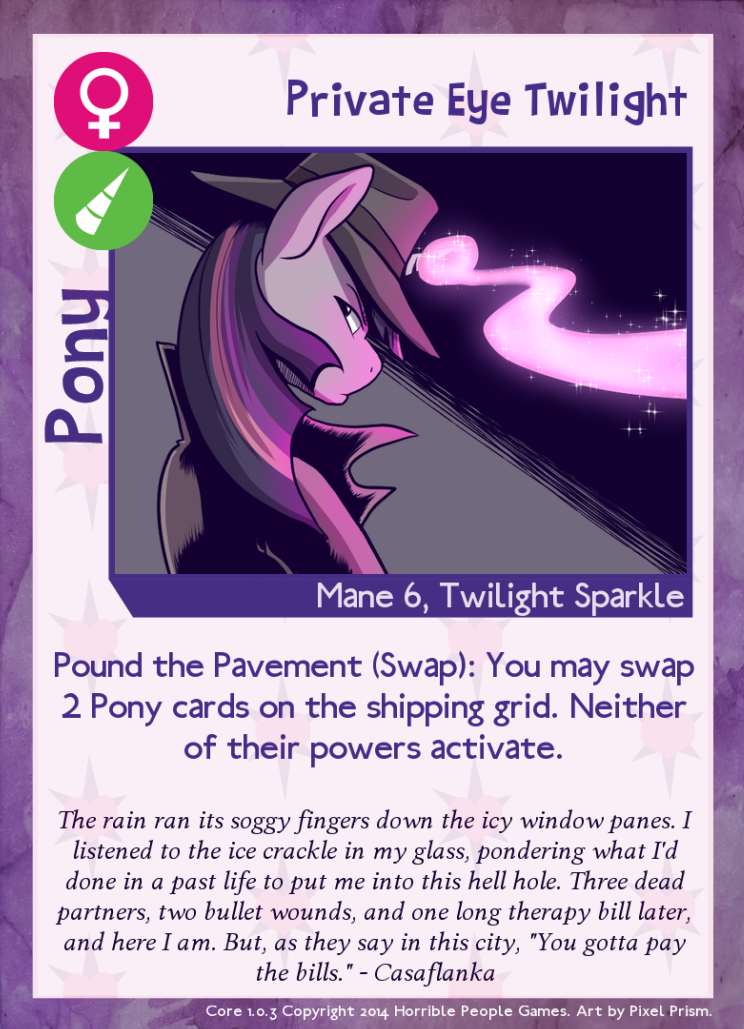 Private Eye Twilight
Pony
Mane 6, Twilight Sparkle
Pound the Pavement (Swap): You may swap
2 Pony cards on the shipping grid. Neither
of their powers activate.
The rain ran its soggy fingers down the icy window panes. I
listened to the ice crackle in my glass, pondering what I'd
done in a past life to put me into this hell hole. Three dead
partners, two bullet wounds, and one long therapy bill later,
and here I am. But, as they say in this city, "You gotta pay
the bills." - Casaflanka
Core 1.0.3 Copyright 2014 Horrible People Games. Art by Pixel Prism.